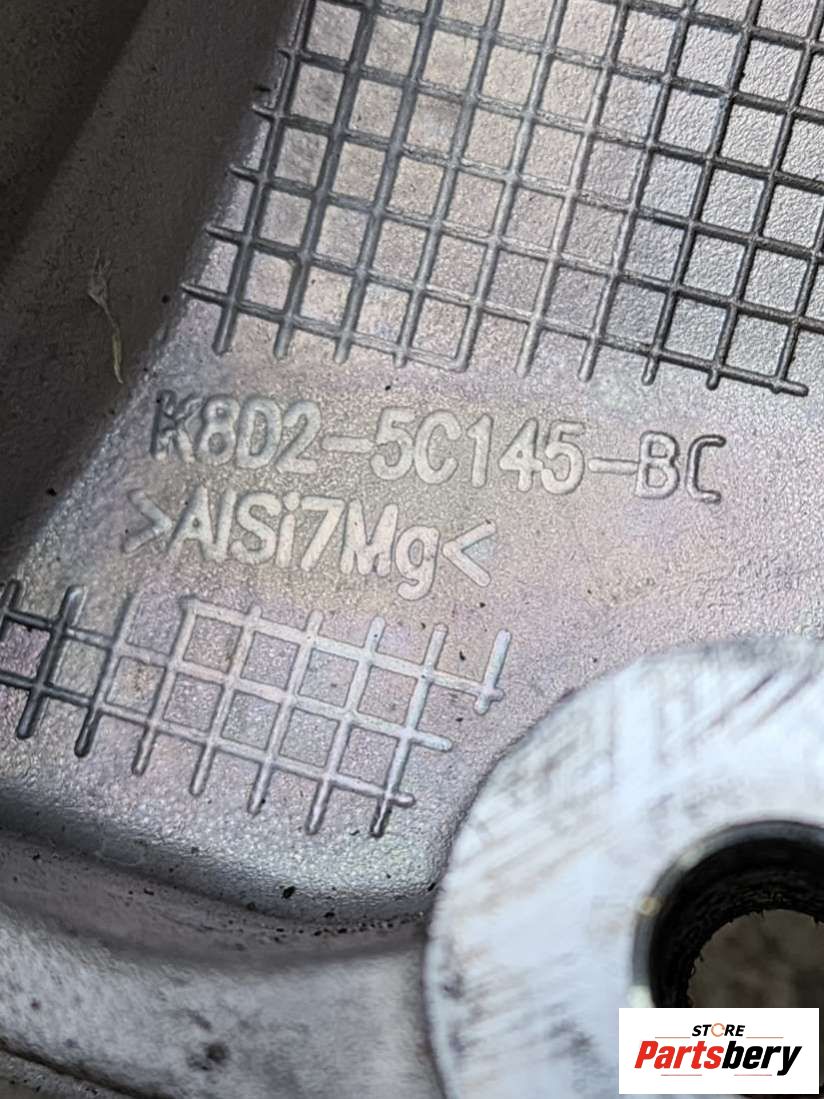 K8D2-5C145-BC
>AlSi7Mg<
STORE
Partsbery